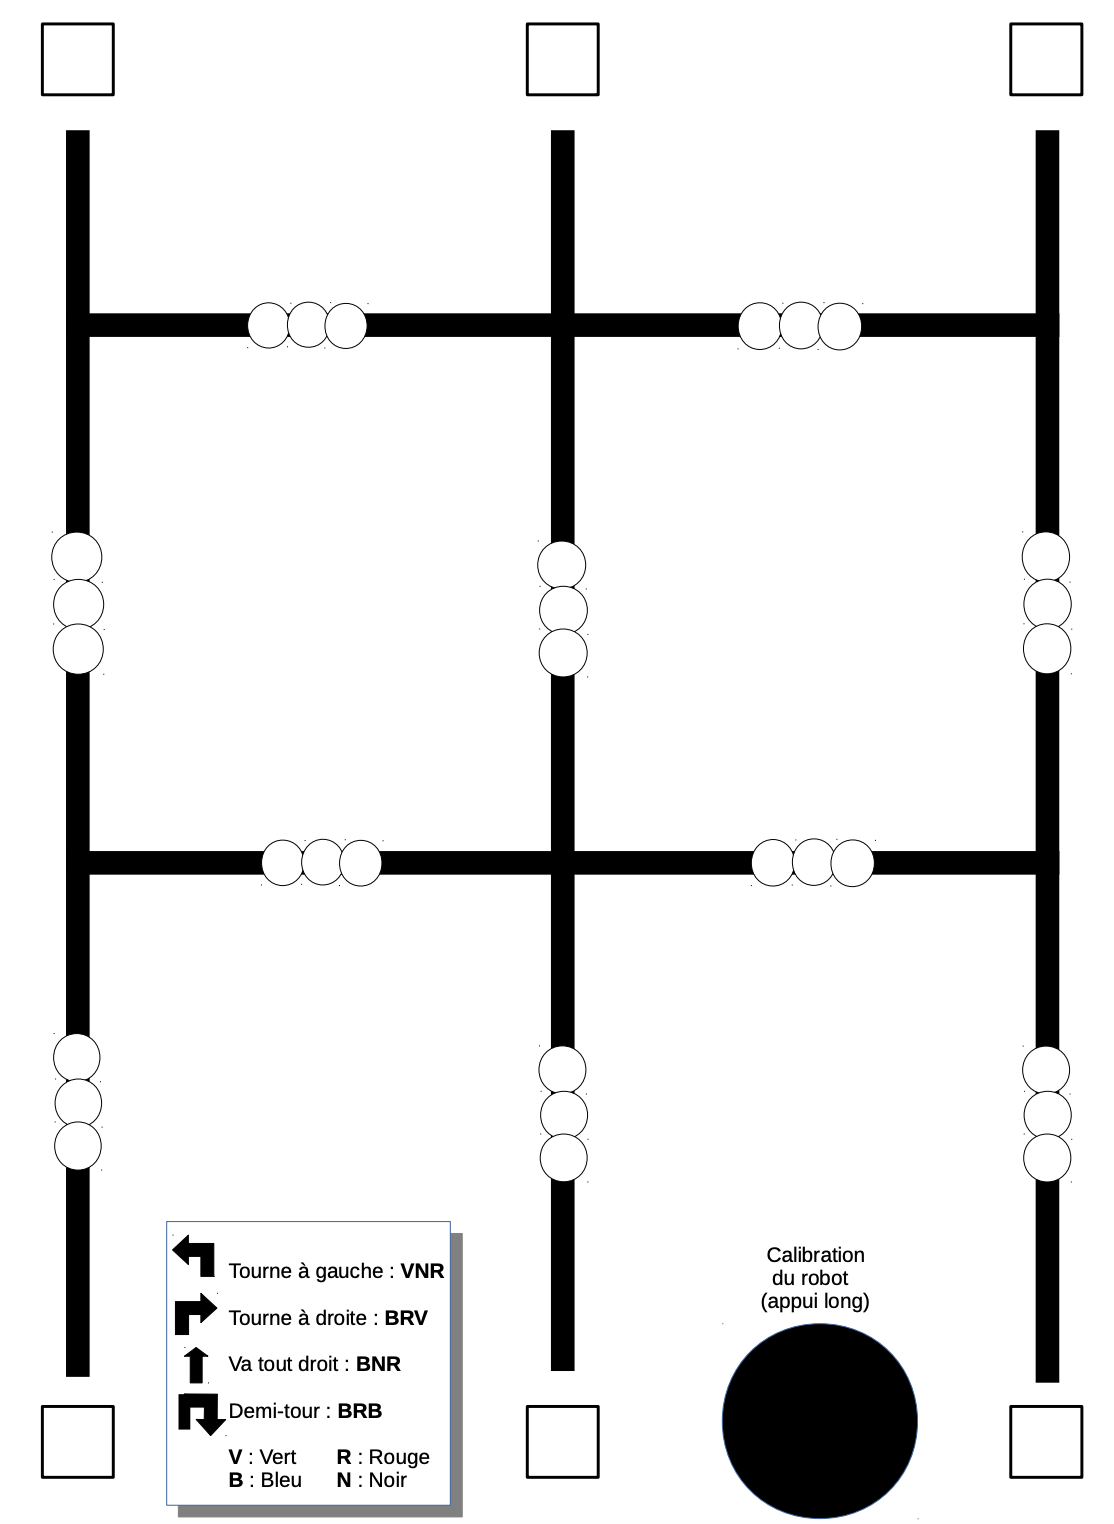 Tourne à gauche : VNR
Tourne à droite : BRV
Va tout droit : BNR
Demi-tour : BRB
V : Vert R : Rouge
B : Bleu N : Noir
Calibration
du robot
(appui long)